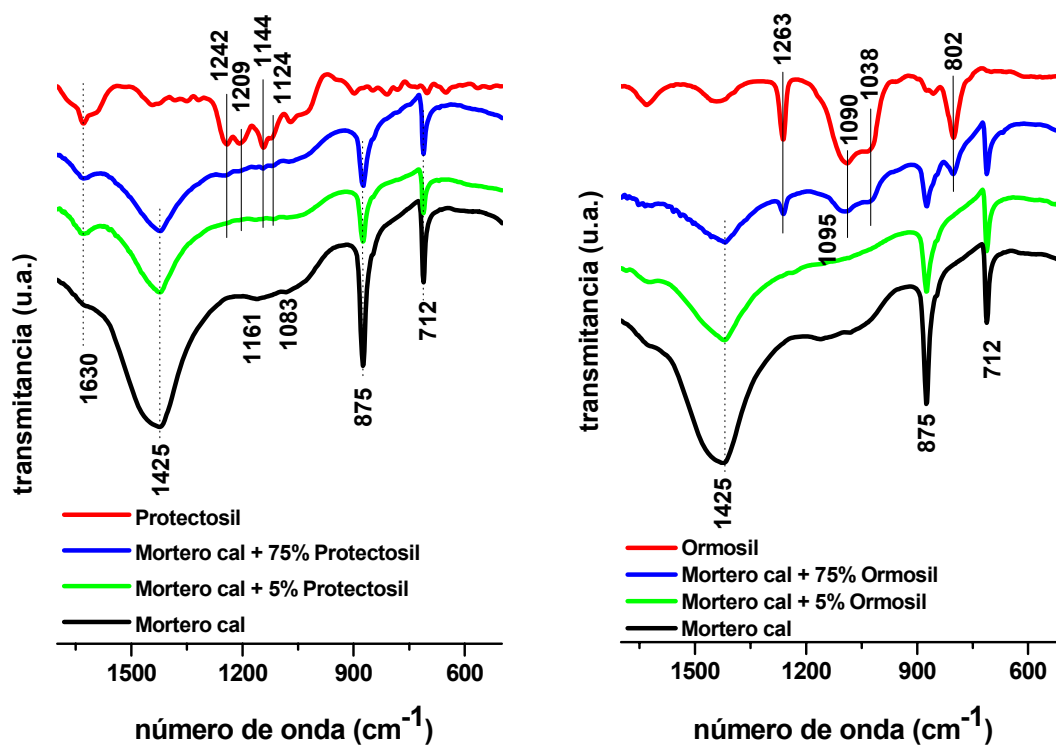 1242
1209
1144
1124
1630
1425
1161
1083
875
712
transmitancia (u.a.)
Protectosil
Mortero cal + 75% Protectosil
Mortero cal + 5% Protectosil
Mortero cal
1500
1200
900
600
número de onda (cm⁻¹)
1263
1090
1038
802
1095
1425
875
712
transmitancia (u.a.)
Ormosil
Mortero cal + 75% Ormosil
Mortero cal + 5% Ormosil
Mortero cal
1500
1200
900
600
número de onda (cm⁻¹)